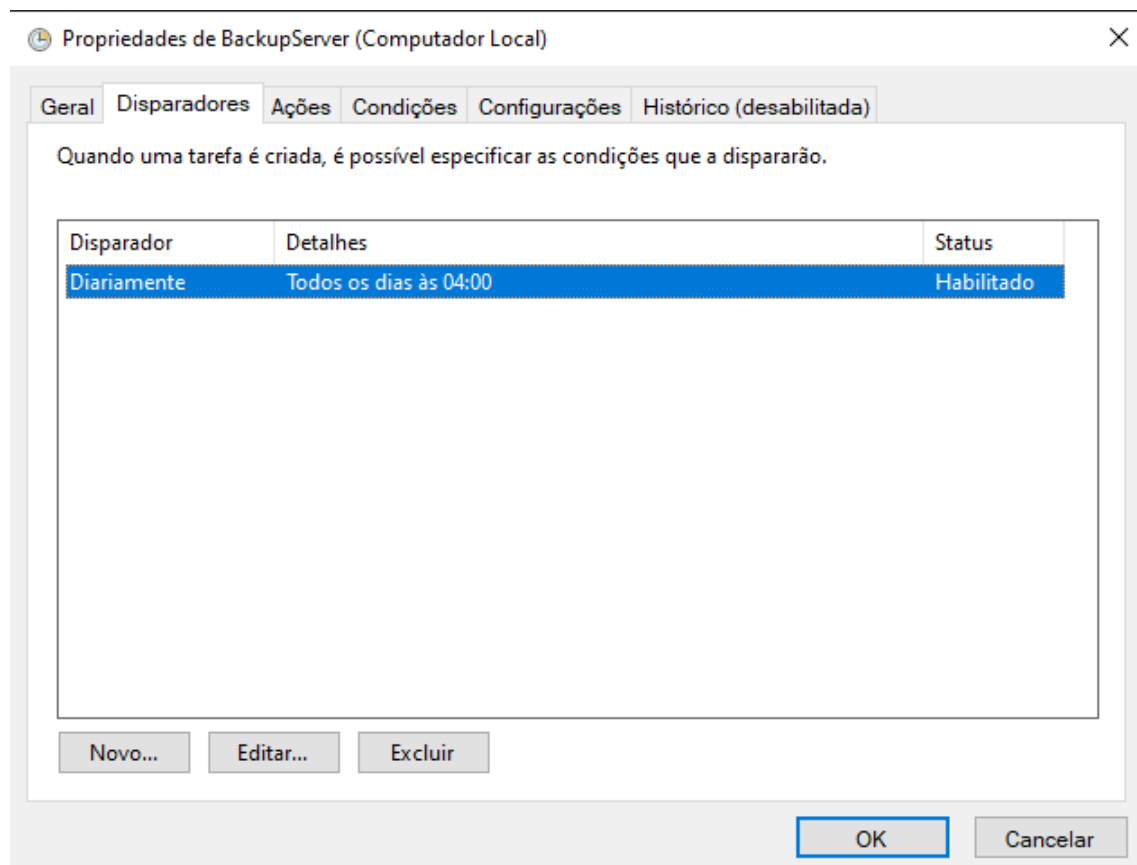 Propriedades de BackupServer (Computador Local)
Geral Disparadores Ações Condições Configurações Histórico (desabilitada)
Quando uma tarefa é criada, é possível especificar as condições que a dispararão.
Disparador Detalhes Status
Diariamente Todos os dias às 04:00 Habilitado
Novo... Editar... Excluir
OK Cancelar